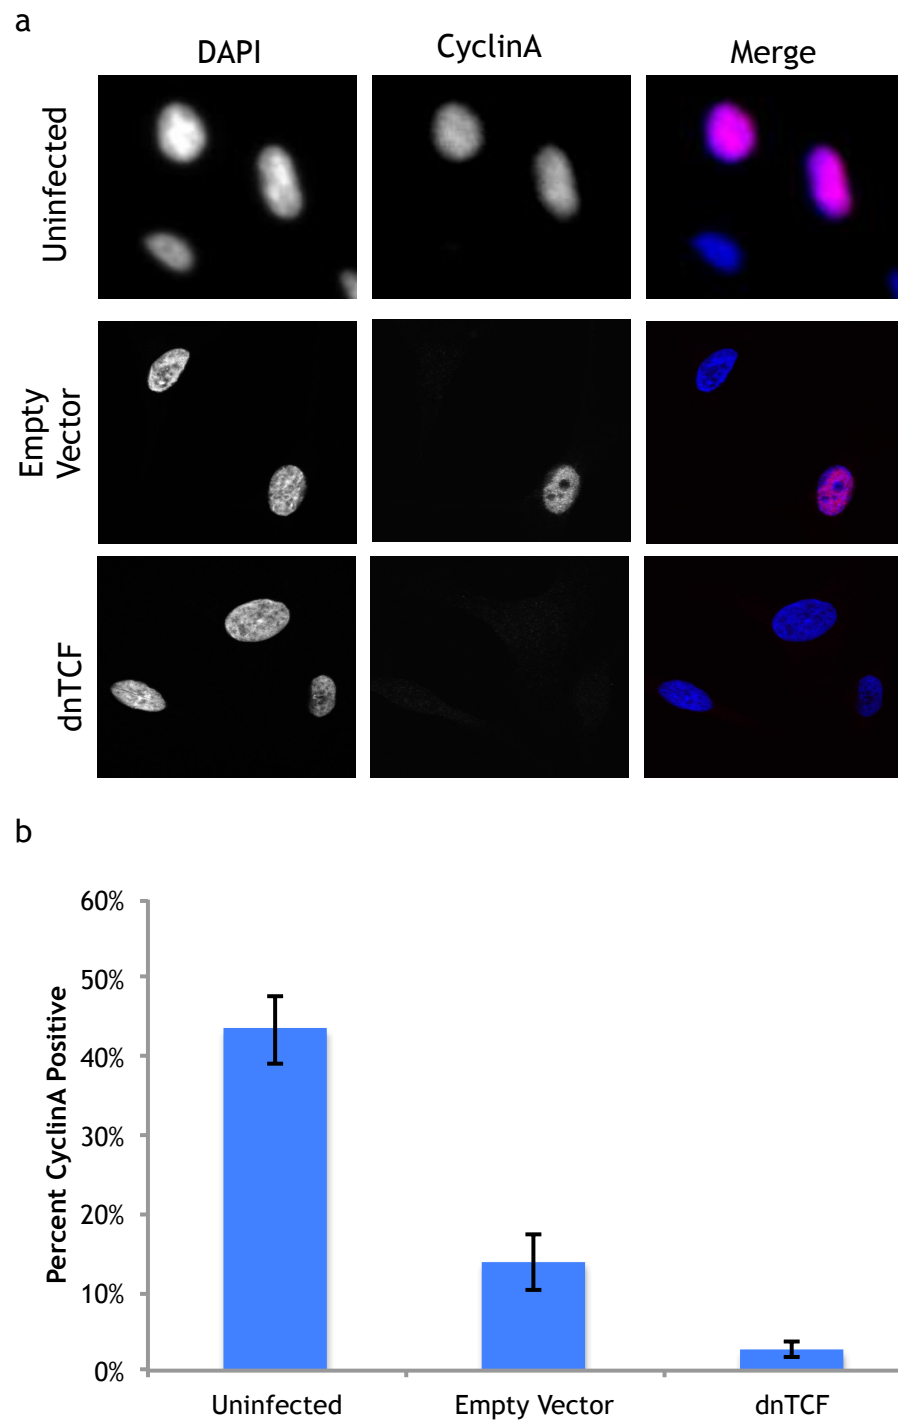 a
DAPI
CyclinA
Merge
Uninfected
Empty
Vector
dnTCF
b
60%
50%
40%
30%
20%
10%
0%
Percent CyclinA Positive
Uninfected
Empty Vector
dnTCF